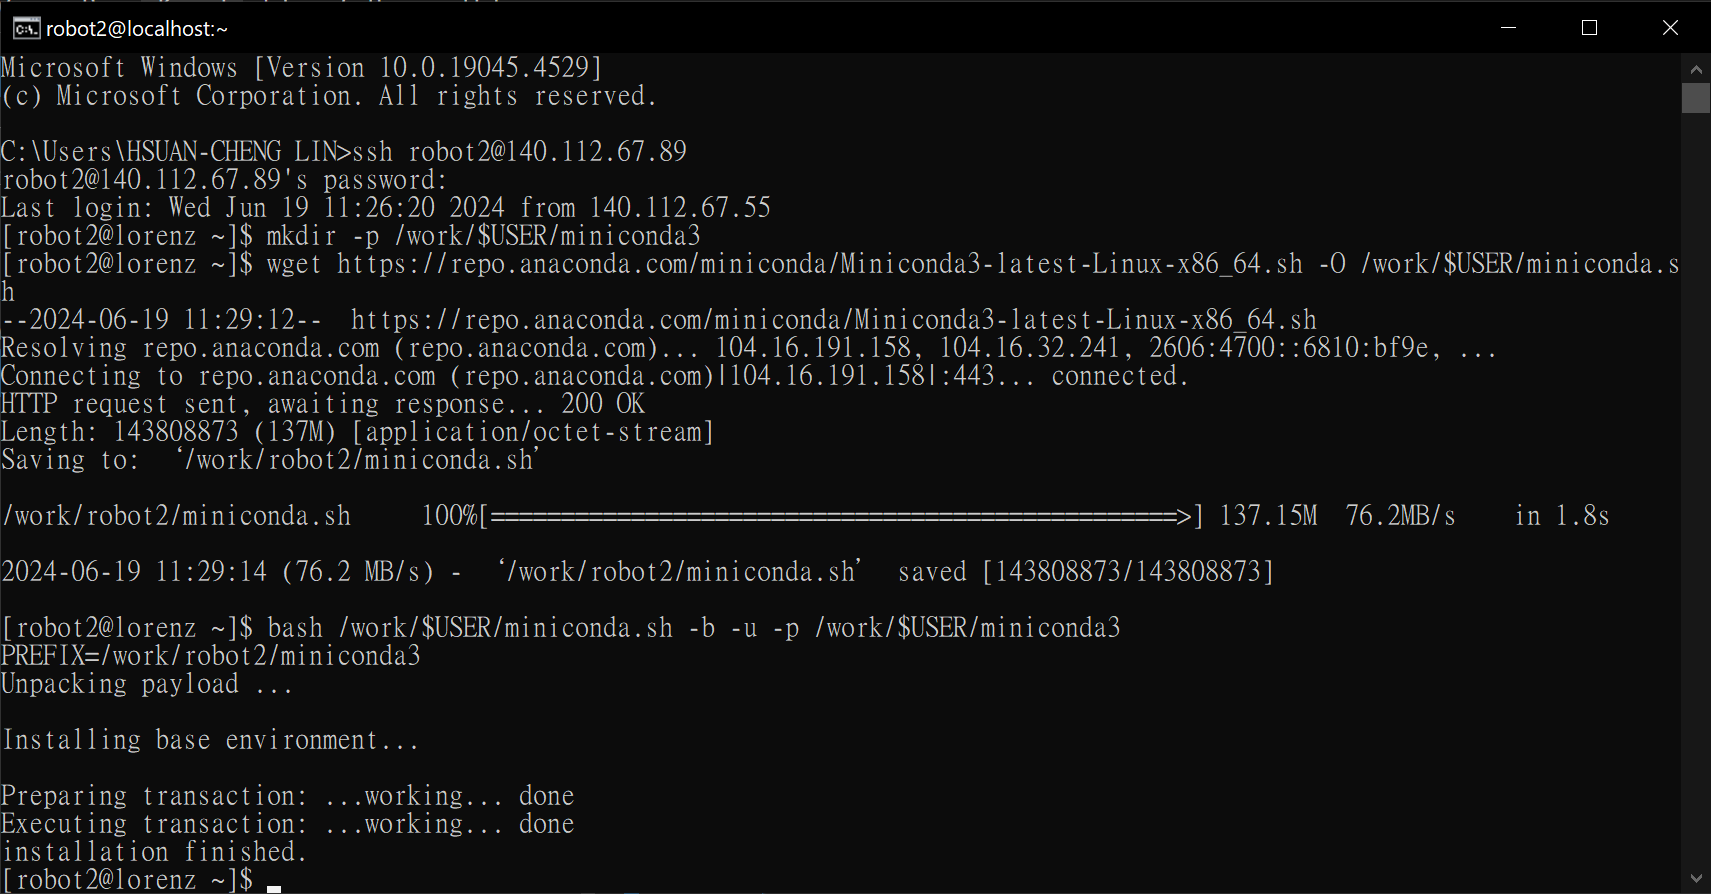 robot2@localhost:~
Microsoft Windows [Version 10.0.19045.4529]
(c) Microsoft Corporation. All rights reserved.
C:\Users\HSUAN-CHENG LIN>ssh robot2@140.112.67.89
robot2@140.112.67.89's password:
Last login: Wed Jun 19 11:26:20 2024 from 140.112.67.55
[robot2@lorenz ~]$ mkdir -p /work/$USER/miniconda3
[robot2@lorenz ~]$ wget https://repo.anaconda.com/miniconda/Miniconda3-latest-Linux-x86_64.sh -O /work/$USER/miniconda.s
h
--2024-06-19 11:29:12--  https://repo.anaconda.com/miniconda/Miniconda3-latest-Linux-x86_64.sh
Resolving repo.anaconda.com (repo.anaconda.com)... 104.16.191.158, 104.16.32.241, 2606:4700::6810:bf9e, ...
Connecting to repo.anaconda.com (repo.anaconda.com)|104.16.191.158|:443... connected.
HTTP request sent, awaiting response... 200 OK
Length: 143808873 (137M) [application/octet-stream]
Saving to: ‘/work/robot2/miniconda.sh’
/work/robot2/miniconda.sh     100%[=================================================>] 137.15M  76.2MB/s    in 1.8s
2024-06-19 11:29:14 (76.2 MB/s) - ‘/work/robot2/miniconda.sh’ saved [143808873/143808873]
[robot2@lorenz ~]$ bash /work/$USER/miniconda.sh -b -u -p /work/$USER/miniconda3
PREFIX=/work/robot2/miniconda3
Unpacking payload ...
Installing base environment...
Preparing transaction: ...working... done
Executing transaction: ...working... done
installation finished.
[robot2@lorenz ~]$